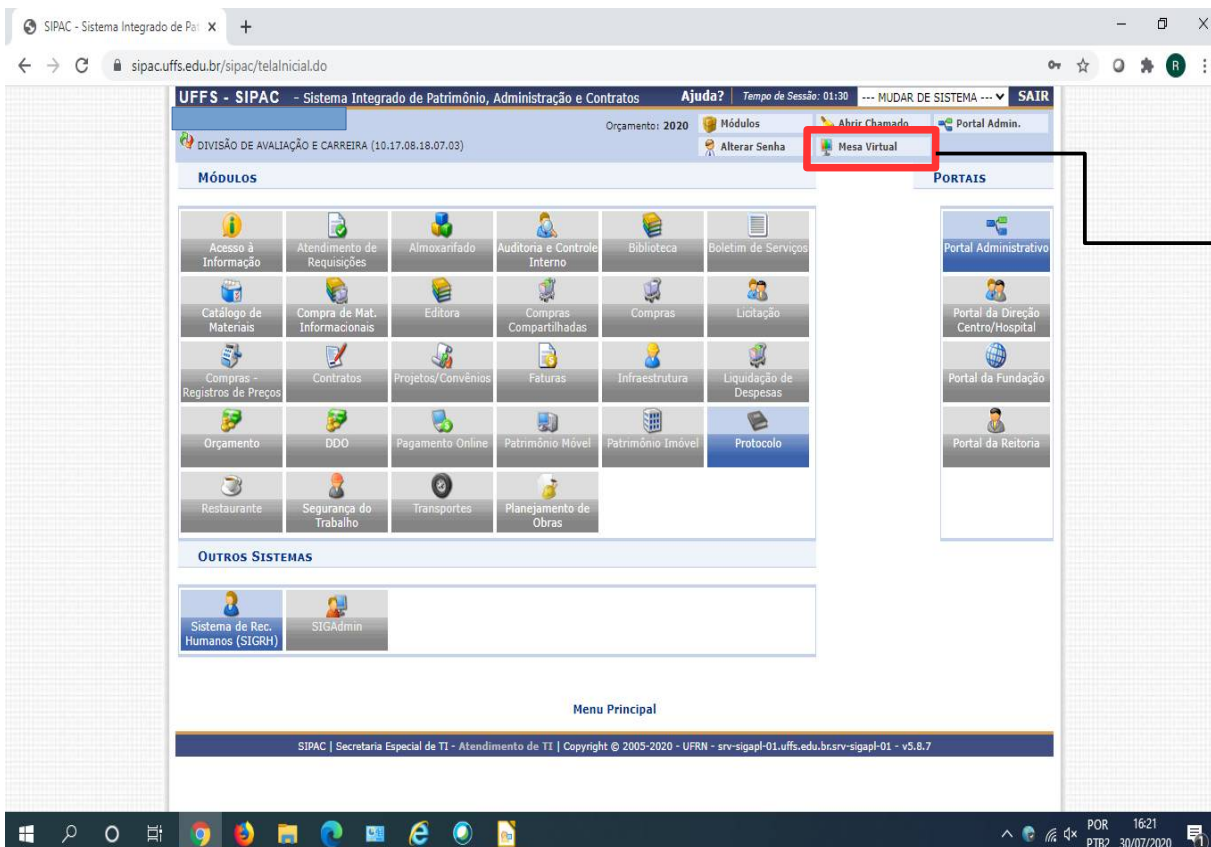 SIPAC - Sistema Integrado de Pa
sipac.uffs.edu.br/sipac/telaInicial.do
R
UFFS - SIPAC - Sistema Integrado de Patrimônio, Administração e Contratos Ajuda? Tempo de Sessão: 01:30 --- MUDAR DE SISTEMA --- SAIR
Orçamento: 2020 Módulos Abrir Chamado Portal Admin.
DIVISÃO DE AVALIAÇÃO E CARREIRA (10.17.08.18.07.03) Alterar Senha Mesa Virtual
MÓDULOS
PORTAIS
Acesso à Informação
Atendimento de Requisições
Almoxarifado
Auditoria e Controle Interno
Biblioteca
Boletim de Serviços
Portal Administrativo
Catálogo de Materiais
Compra de Mat. Informacionais
Editora
Compras Compartilhadas
Compras
Licitação
Portal da Direção Centro/Hospital
Compras - Registros de Preços
Contratos
Projetos/Convênios
Faturas
Infraestrutura
Liquidação de Despesas
Portal da Fundação
Orçamento
DDO
Pagamento Online
Patrimônio Móvel
Patrimônio Imóvel
Protocolo
Portal da Reitoria
Restaurante
Segurança do Trabalho
Transportes
Planejamento de Obras
OUTROS SISTEMAS
Sistema de Rec. Humanos (SIGRH)
SIGAdmin
Menu Principal
SIPAC | Secretaria Especial de TI - Atendimento de TI | Copyright © 2005-2020 - UFRN - srv-sigapl-01.uffs.edu.br.srv-sigapl-01 - v5.8.7
POR 16:21
PTB2 30/07/2020